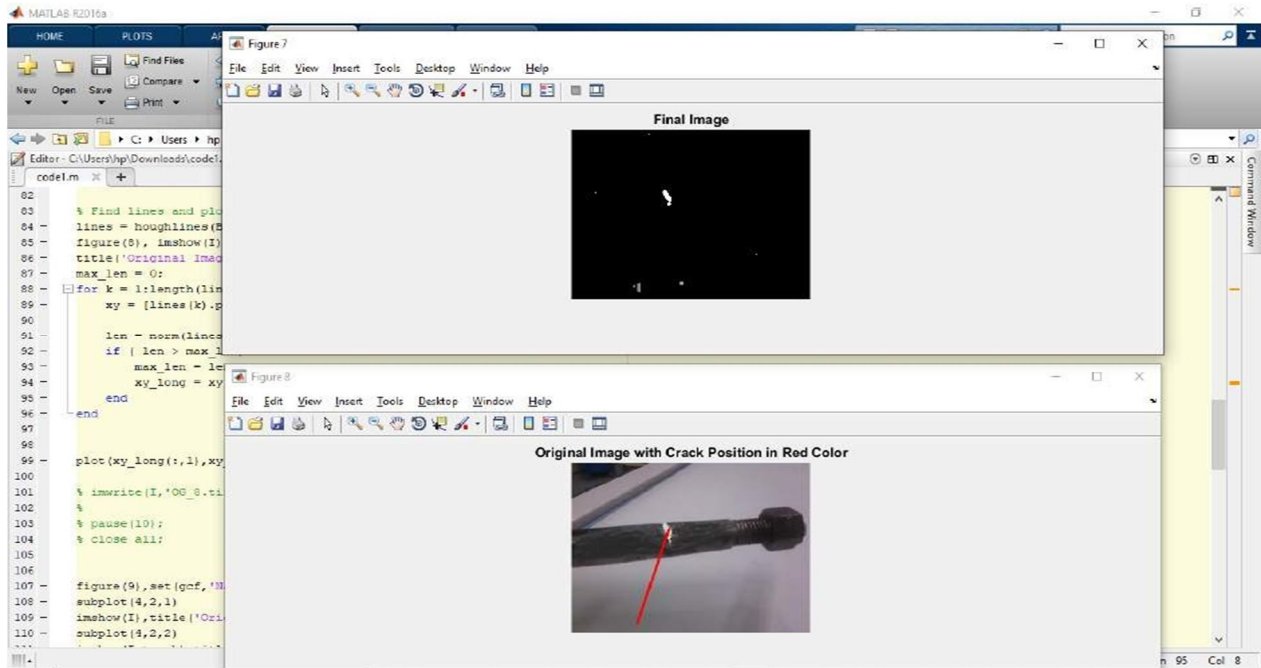 MATLAB R2016a
HOME PLOTS
Figure 7
File Edit View Insert Tools Desktop Window Help
New Open Save
Find Files
Compare
Print
FILE
C: Users hp
Editor - C:\Users\hp\Downloads\code1.
code1.m
Command Window
Final Image
82
83 % Find lines and plo
84 lines = houghlines(B
85 figure(8), imshow(I)
86 title('Original Imag
87 max_len = 0;
88 for k = 1:length(lin
89 xy = [lines(k).p
90
91 len = norm(lines
92 if ( len > max_l
93 max_len = le
94 xy_long = xy
95 end
96 end
97
98
99 plot(xy_long(:,1),xy
100
101 % imwrite(I,'OG_8.ti
102 %
103 % pause(10);
104 % close all;
105
106
107 figure(9),set(gcf,'N
108 subplot(4,2,1)
109 imshow(I),title('Ori
110 subplot(4,2,2)
Figure 8
File Edit View Insert Tools Desktop Window Help
Original Image with Crack Position in Red Color
95 Col 8